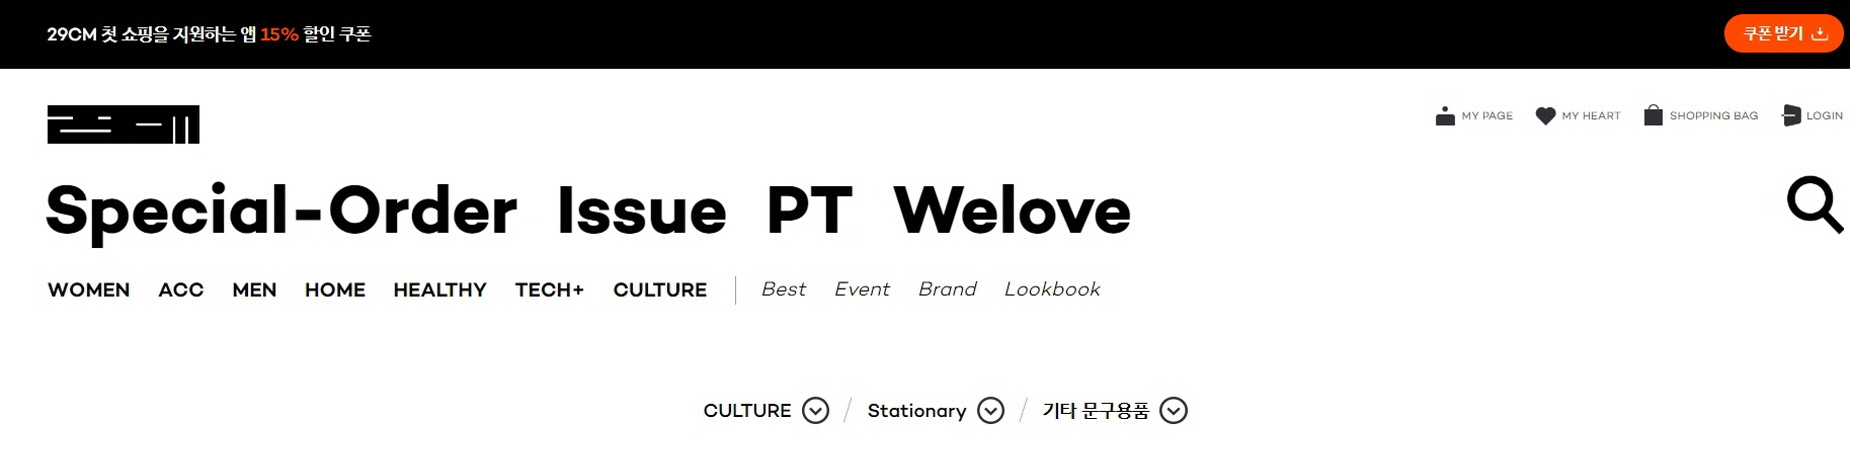 29CM 첫 쇼핑을 지원하는 앱 15% 할인 쿠폰
쿠폰 받기
29CM
MY PAGE MY HEART SHOPPING BAG LOGIN
Special-Order Issue PT Welove
WOMEN ACC MEN HOME HEALTHY TECH+ CULTURE Best Event Brand Lookbook
CULTURE / Stationary / 기타 문구용품